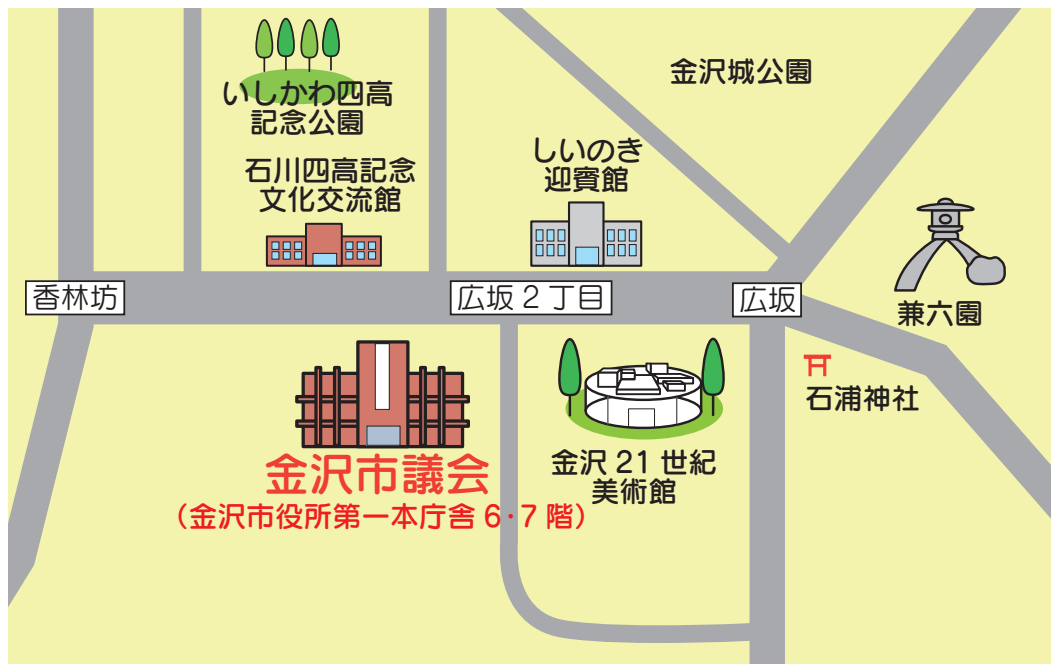 金沢城公園
いしかわ四高
記念公園
しいのき
迎賓館
石川四高記念
文化交流館
香林坊
広坂2丁目
広坂
兼六園
石浦神社
金沢市議会
(金沢市役所第一本庁舎6·7階)
金沢21世紀
美術館